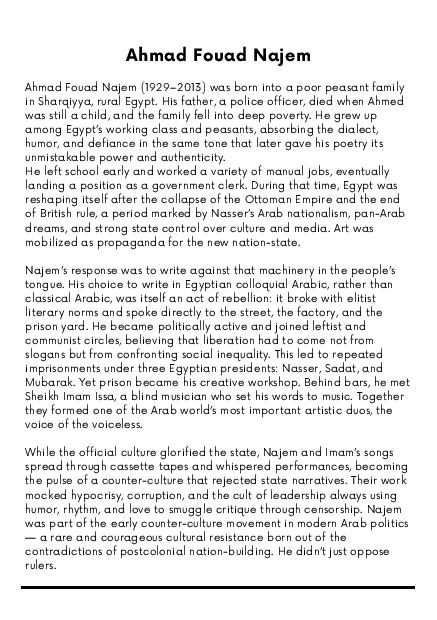 Ahmad Fouad Najem
Ahmad Fouad Najem (1929–2013) was born into a poor peasant family
in Sharqiyya, rural Egypt. His father, a police officer, died when Ahmed
was still a child, and the family fell into deep poverty. He grew up
among Egypt's working class and peasants, absorbing the dialect,
humor, and defiance in the same tone that later gave his poetry its
unmistakable power and authenticity.
He left school early and worked a variety of manual jobs, eventually
landing a position as a government clerk. During that time, Egypt was
reshaping itself after the collapse of the Ottoman Empire and the end
of British rule, a period marked by Nasser's Arab nationalism, pan-Arab
dreams, and strong state control over culture and media. Art was
mobilized as propaganda for the new nation-state.
Najem's response was to write against that machinery in the people's
tongue. His choice to write in Egyptian colloquial Arabic, rather than
classical Arabic, was itself an act of rebellion: it broke with elitist
literary norms and spoke directly to the street, the factory, and the
prison yard. He became politically active and joined leftist and
communist circles, believing that liberation had to come not from
slogans but from confronting social inequality. This led to repeated
imprisonments under three Egyptian presidents: Nasser, Sadat, and
Mubarak. Yet prison became his creative workshop. Behind bars, he met
Sheikh Imam Issa, a blind musician who set his words to music. Together
they formed one of the Arab world's most important artistic duos, the
voice of the voiceless.
While the official culture glorified the state, Najem and Imam's songs
spread through cassette tapes and whispered performances, becoming
the pulse of a counter-culture that rejected state narratives. Their work
mocked hypocrisy, corruption, and the cult of leadership always using
humor, rhythm, and love to smuggle critique through censorship. Najem
was part of the early counter-culture movement in modern Arab politics
— a rare and courageous cultural resistance born out of the
contradictions of postcolonial nation-building. He didn't just oppose
rulers.